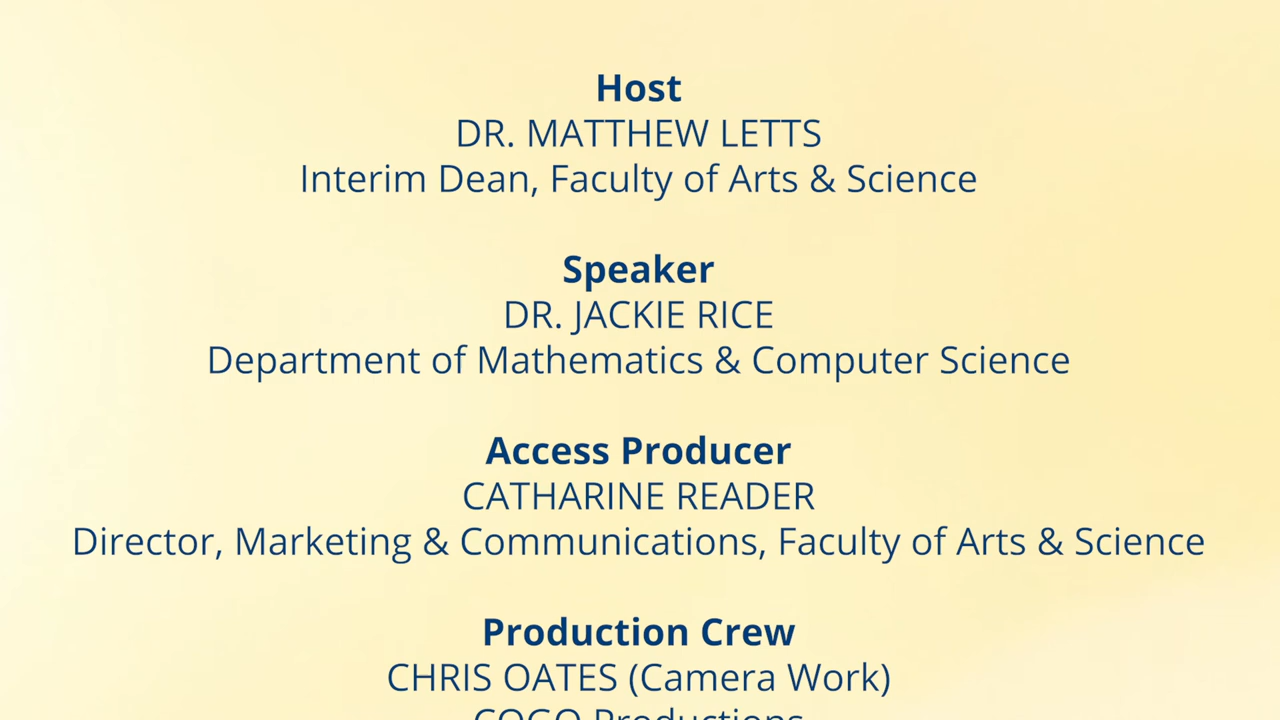 Host
DR. MATTHEW LETTS
Interim Dean, Faculty of Arts & Science
Speaker
DR. JACKIE RICE
Department of Mathematics & Computer Science
Access Producer
CATHARINE READER
Director, Marketing & Communications, Faculty of Arts & Science
Production Crew
CHRIS OATES (Camera Work)
Productions